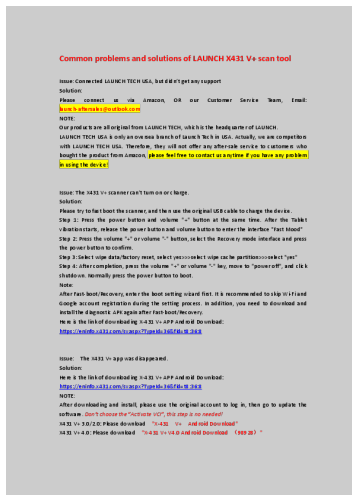 Common problems and solutions of LAUNCH X431 V+ scan tool
Issue: Connected LAUNCH TECH USA, but didn't get any support
Solution:
Please connect us via Amazon, OR our Customer Service Team, Email:
launch-aftersales@outlook.com
NOTE:
Our products are all original from LAUNCH TECH, which is the headquarter of LAUNCH.
LAUNCH TECH USA is only an oversea branch of Launch Tech in USA. Actually, we are competitors
with LAUNCH TECH USA. Therefore, they will not offer any after-sale service to customers who
bought the product from Amazon, please feel free to contact us anytime if you have any problem
in using the device!
Issue: The X431 V+ scanner can't turn on or charge.
Solution:
Please try to fast boot the scanner, and then use the original USB cable to charge the device.
Step 1: Press the power button and volume "+" button at the same time. After the Tablet
vibration starts, release the power button and volume button to enter the interface "Fast Mood"
Step 2: Press the volume "+" or volume "-" button, select the Recovery mode interface and press
the power button to confirm.
Step 3: Select wipe data/factory reset, select yes>>>select wipe cache partition>>>select "yes"
Step 4: After completion, press the volume "+" or volume "-" key, move to "power off", and click
shutdown. Normally press the power button to boot.
Note:
After Fast-boot/Recovery, enter the boot setting wizard first. It is recommended to skip WiFi and
Google account registration during the setting process. In addition, you need to download and
install the diagnostic APK again after Fast-boot/Recovery.
Here is the link of downloading X-431 V+ APP Android Download:
Issue: The X431 V+ app was disappeared.
Solution:
Here is the link of downloading X-431 V+ APP Android Download:
NOTE:
After downloading and install, please use the original account to log in, then go to update the
software. Don't choose the "Activate VCI", this step is no needed!
X431 V+ 3.0/2.0: Please download "X-431 V+ Android Download"
X431 V+ 4.0: Please download "X-431 V+ V4.0 Android Download